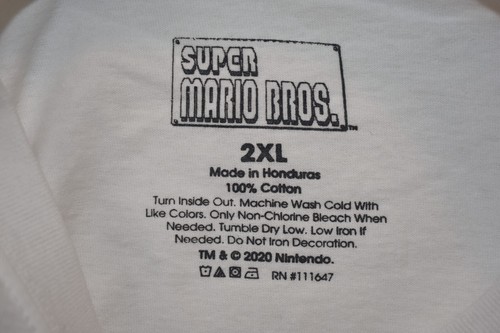 SUPER
MARIO BROS.™
2XL
Made in Honduras
100% Cotton
Turn Inside Out. Machine Wash Cold With
Like Colors. Only Non-Chlorine Bleach When
Needed. Tumble Dry Low. Low Iron If
Needed. Do Not Iron Decoration.
TM & © 2020 Nintendo.
RN #111647